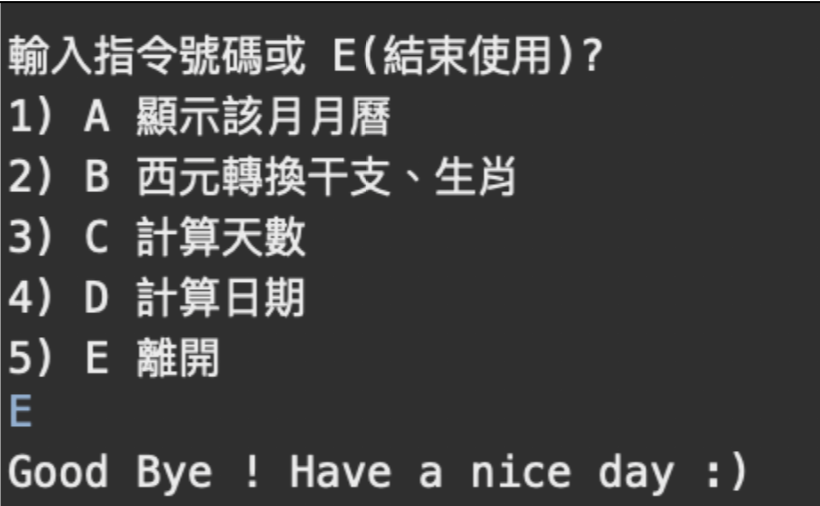 輸入指令號碼或 E(結束使用)?
1) A 顯示該月月曆
2) B 西元轉換干支、生肖
3) C 計算天數
4) D 計算日期
5) E 離開
E
Good Bye ! Have a nice day :)